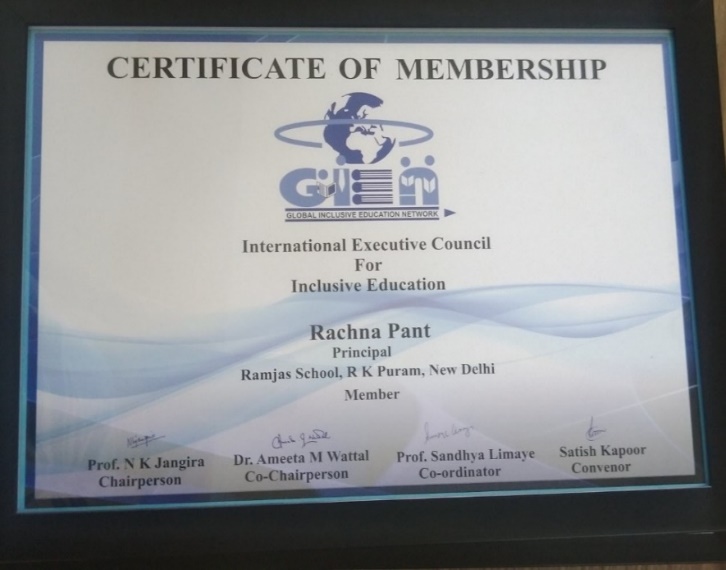 CERTIFICATE OF MEMBERSHIP
GIEN
GLOBAL INCLUSIVE EDUCATION NETWORK
International Executive Council
For
Inclusive Education
Rachna Pant
Principal
Ramjas School, R K Puram, New Delhi
Member
Prof. N K Jangira
Chairperson
Dr. Ameeta M Wattal
Co-Chairperson
Prof. Sandhya Limaye
Co-ordinator
Satish Kapoor
Convenor